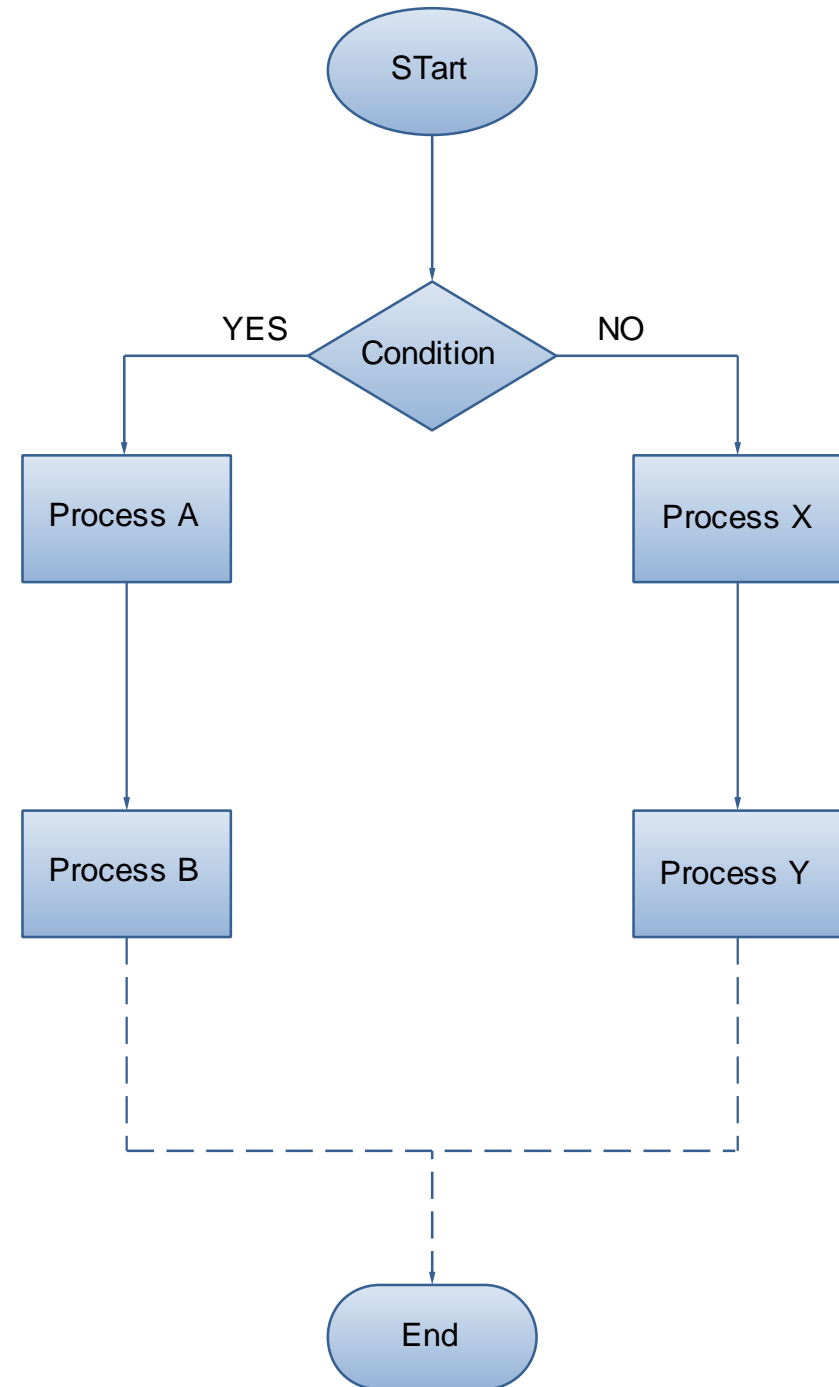 STart
YES
NO
Condition
Process A
Process X
Process B
Process Y
End